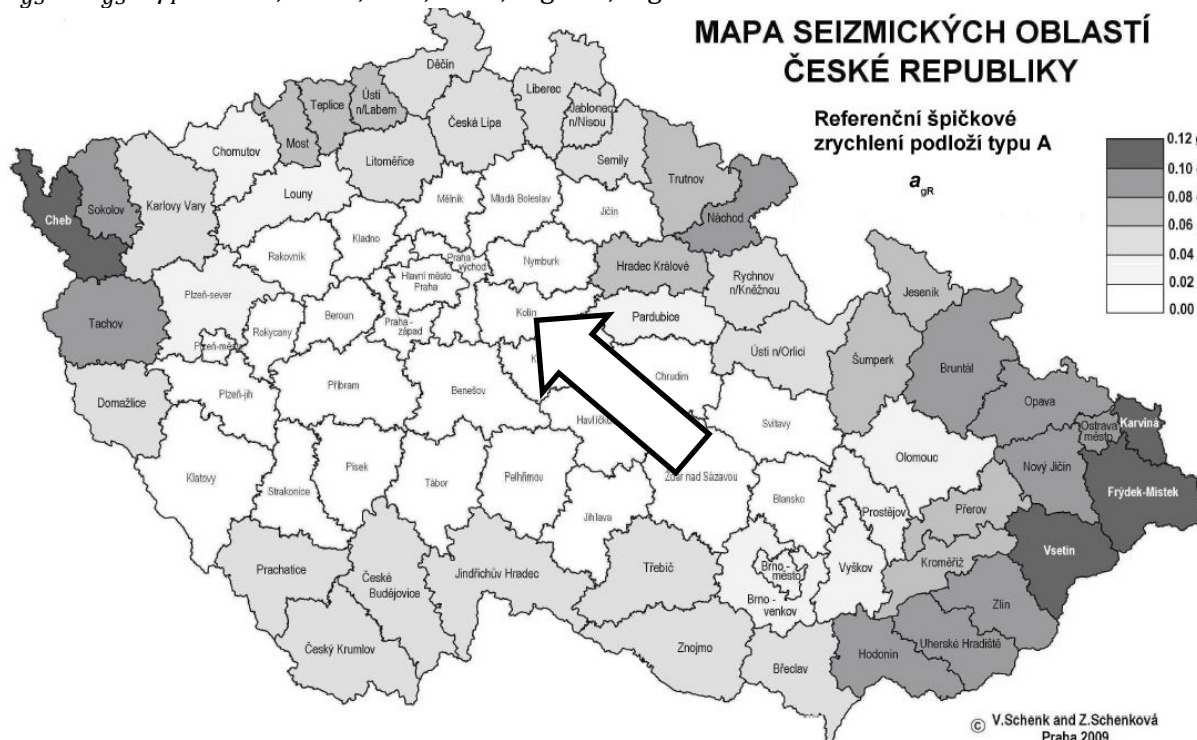 MAPA SEIZMICKÝCH OBLASTÍ
ČESKÉ REPUBLIKY
Referenční špičkové
zrychlení podloží typu A
a gR
0.12
0.10
0.08
0.06
0.04
0.02
0.00
Děčín
Liberec
Jablonec
n/Nisou
Ústí
n/Labem
Teplice
Most
Česká Lípa
Chomutov
Litoměřice
Semily
Trutnov
Louny
Mělník
Mladá Boleslav
Jičín
Náchod
Cheb
Sokolov
Karlovy Vary
Kladno
Rakovník
Praha-
východ
Nymburk
Hlavní město
Praha
Hradec Králové
Rychnov
n/Kněžnou
Jeseník
Plzeň-sever
Tachov
Beroun
Rokycany
Plzeň-město
Praha -
západ
Kolín
Pardubice
Ústí n/Orlicí
Šumperk
Bruntál
Chrudim
Příbram
Benešov
Plzeň-jih
Domažlice
Svitavy
Opava
Karviná
Ostrava
město
Olomouc
Nový Jičín
Frýdek-Místek
Klatovy
Strakonice
Písek
Tábor
Pelhřimov
Žďár nad Sázavou
Blansko
Jihlava
Prostějov
Přerov
Vsetín
Prachatice
České
Budějovice
Jindřichův Hradec
Třebíč
Brno -
město
Brno -
venkov
Vyškov
Kroměříž
Zlín
Český Krumlov
Znojmo
Břeclav
Hodonín
Uherské Hradiště
© V.Schenk and Z.Schenková
Praha 2009